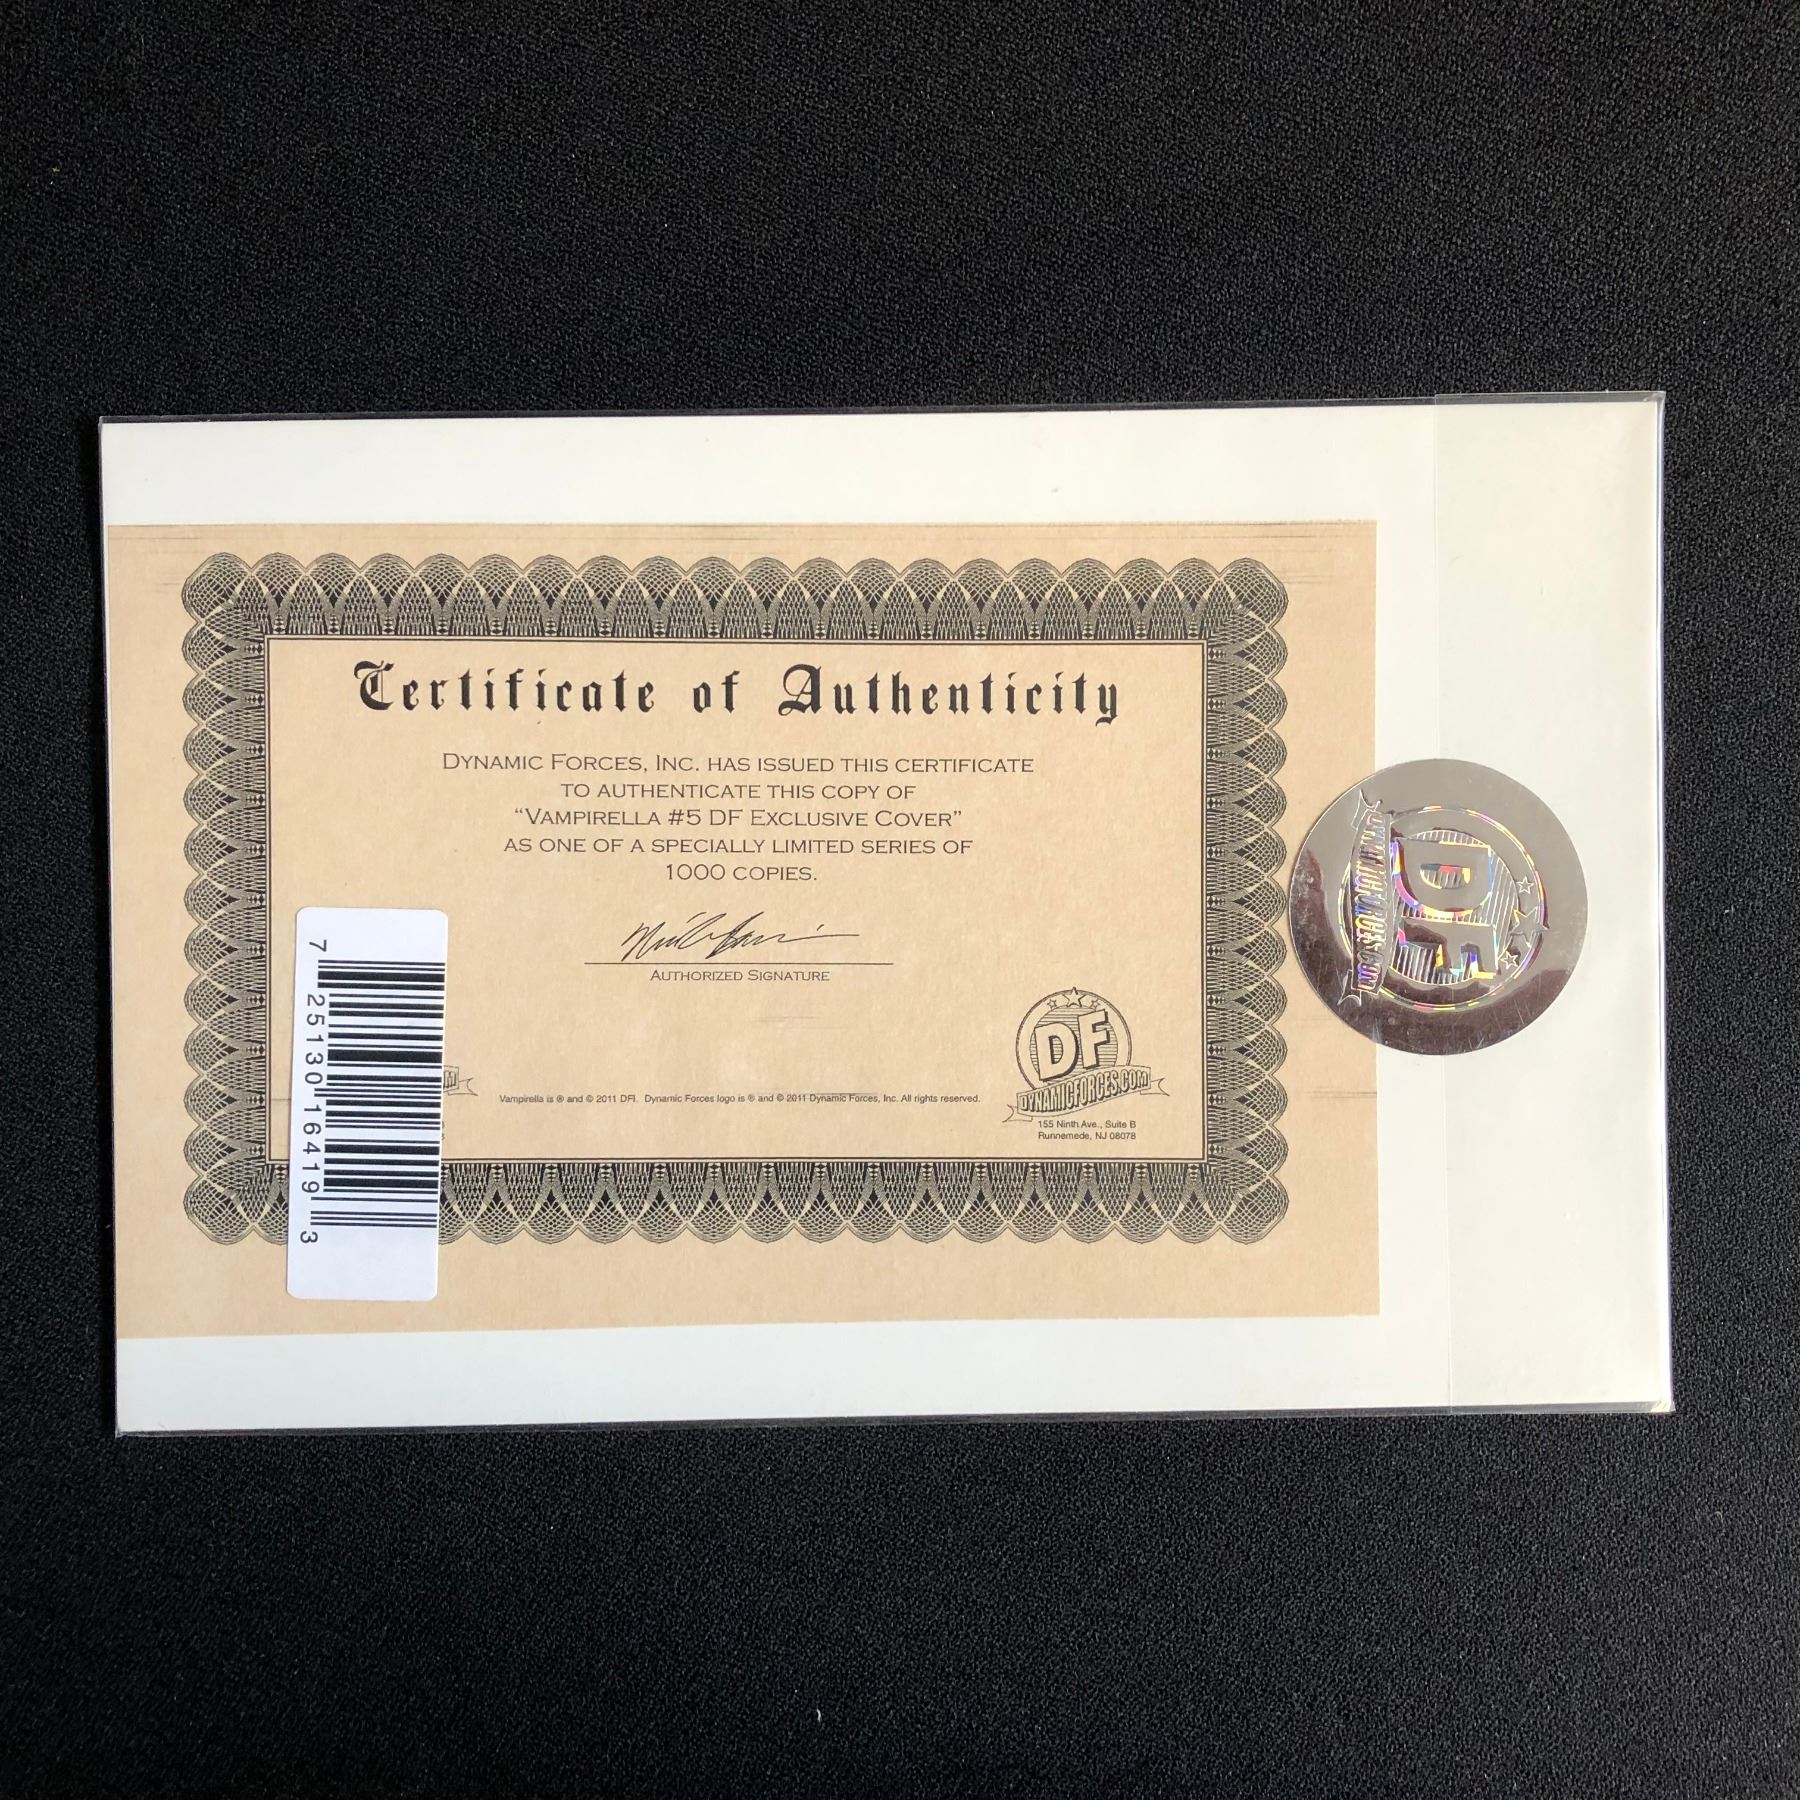 Certificate of Authenticity
DYNAMIC FORCES, INC. HAS ISSUED THIS CERTIFICATE
TO AUTHENTICATE THIS COPY OF
“VAMPIRELLA #5 DF EXCLUSIVE COVER”
AS ONE OF A SPECIALLY LIMITED SERIES OF
1000 COPIES.
AUTHORIZED SIGNATURE
DF
DYNAMICFORCES.COM
Vampirella is ® and © 2011 DFI. Dynamic Forces logo is ® and © 2011 Dynamic Forces, Inc. All rights reserved.
155 Ninth Ave., Suite B
Runnemede, NJ 08078
7 25130 16419 3
DF
DYNAMICFORCES.COM